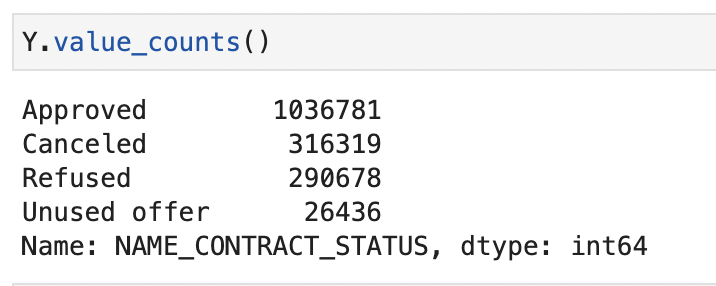 Y.value_counts()
Approved 1036781
Canceled 316319
Refused 290678
Unused offer 26436
Name: NAME_CONTRACT_STATUS, dtype: int64